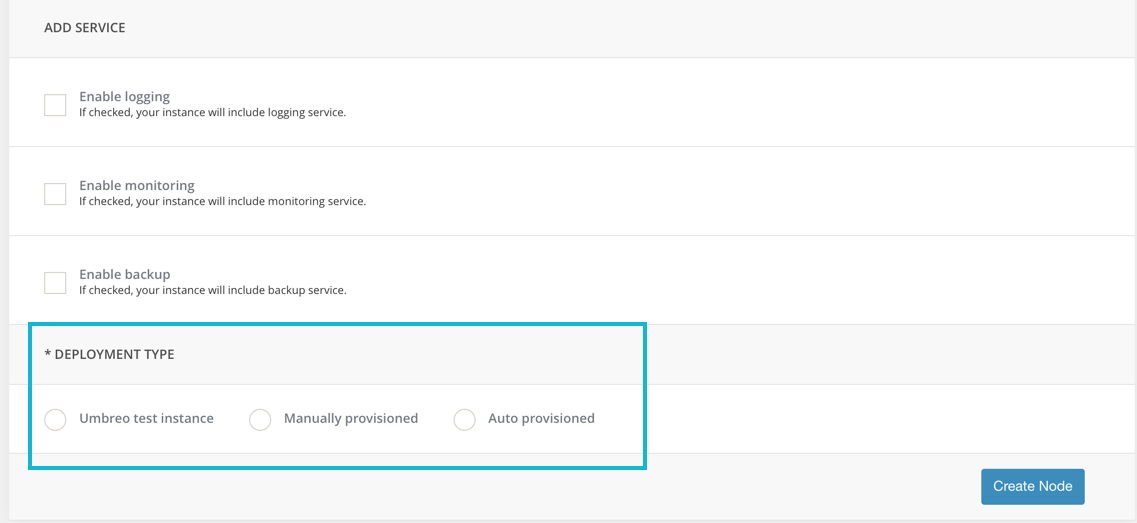 ADD SERVICE
Enable logging
If checked, your instance will include logging service.
Enable monitoring
If checked, your instance will include monitoring service.
Enable backup
If checked, your instance will include backup service.
* DEPLOYMENT TYPE
Umbreo test instance Manually provisioned Auto provisioned
Create Node